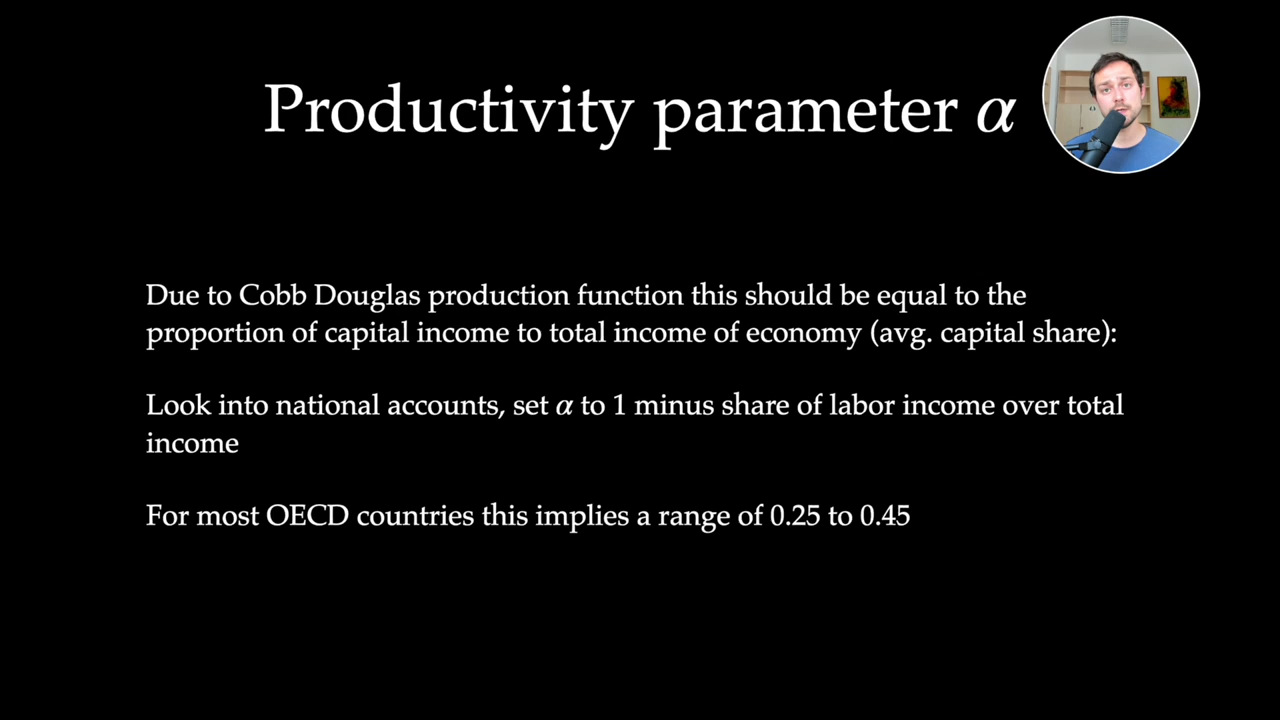 Productivity parameter α
Due to Cobb Douglas production function this should be equal to the
proportion of capital income to total income of economy (avg. capital share):
Look into national accounts, set α to 1 minus share of labor income over total
income
For most OECD countries this implies a range of 0.25 to 0.45